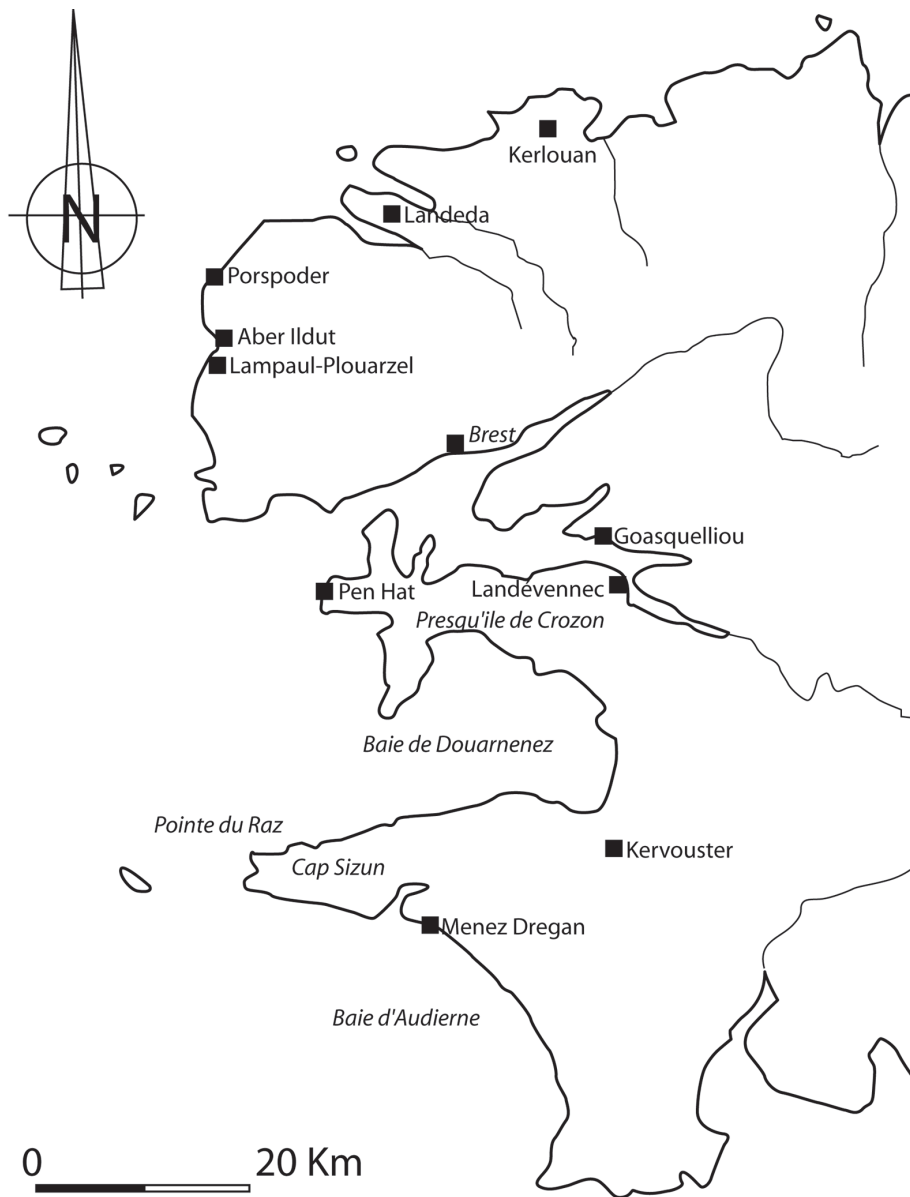 Kerlouan
N
Landeda
Porspoder
Aber Ildut
Lampaul-Plouarzel
Brest
Goasquelliou
Pen Hat
Landévennec
Presqu'ile de Crozon
Baie de Douarnenez
Pointe du Raz
Kervouster
Cap Sizun
Menez Dregan
Baie d'Audierne
0 20 Km